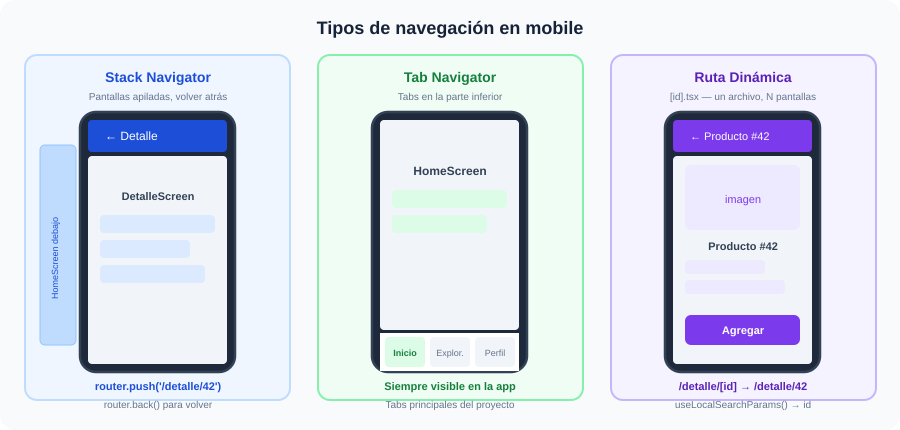 Tipos de navegación en mobile
Stack Navigator
Pantallas apiladas, volver atrás
← Detalle
DetalleScreen
HomeScreen debajo
router.push('/detalle/42')
router.back() para volver
Tab Navigator
Tabs en la parte inferior
HomeScreen
Inicio
Explor.
Perfil
Siempre visible en la app
Tabs principales del proyecto
Ruta Dinámica
[id].tsx — un archivo, N pantallas
← Producto #42
imagen
Producto #42
Agregar
/detalle/[id] → /detalle/42
useLocalSearchParams() → id